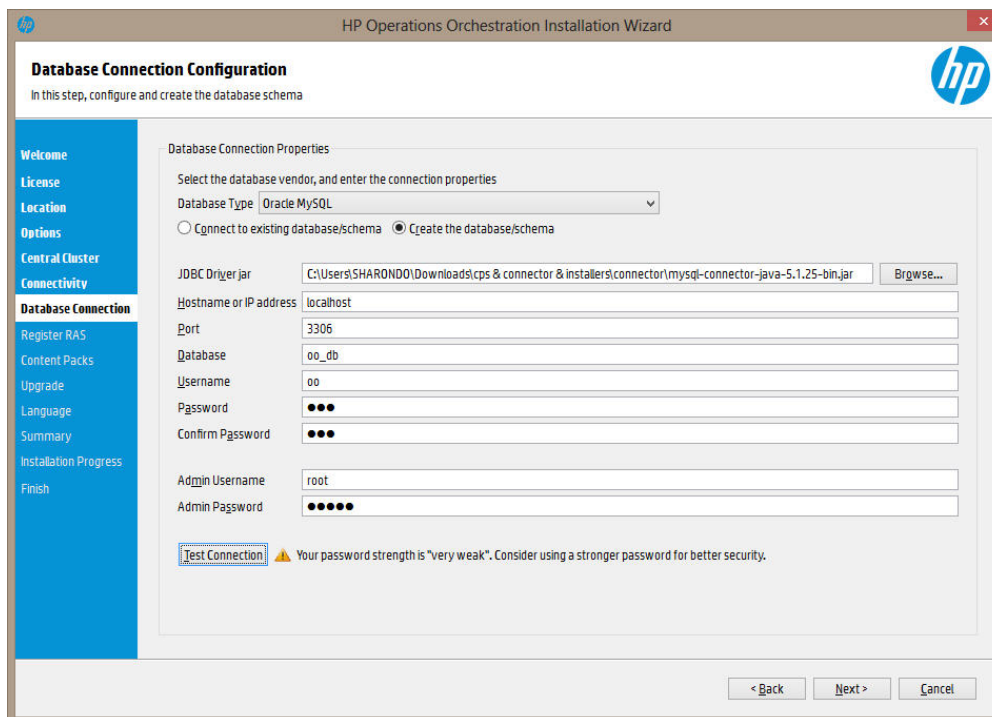 HP Operations Orchestration Installation Wizard
Database Connection Configuration
In this step, configure and create the database schema
hp
Welcome
License
Location
Options
Central Cluster
Connectivity
Database Connection
Register RAS
Content Packs
Upgrade
Language
Summary
Installation Progress
Finish
Database Connection Properties
Select the database vendor, and enter the connection properties
Database Type Oracle MySQL
Connect to existing database/schema Create the database/schema
JDBC Driver jar C:\Users\SHARONDO\Downloads\cps & connector & installers\connector\mysql-connector-java-5.1.25-bin.jar Browse...
Hostname or IP address localhost
Port 3306
Database oo_db
Username oo
Password ●●●
Confirm Password ●●●
Admin Username root
Admin Password ●●●●●
Test Connection Your password strength is "very weak". Consider using a stronger password for better security.
< Back Next > Cancel